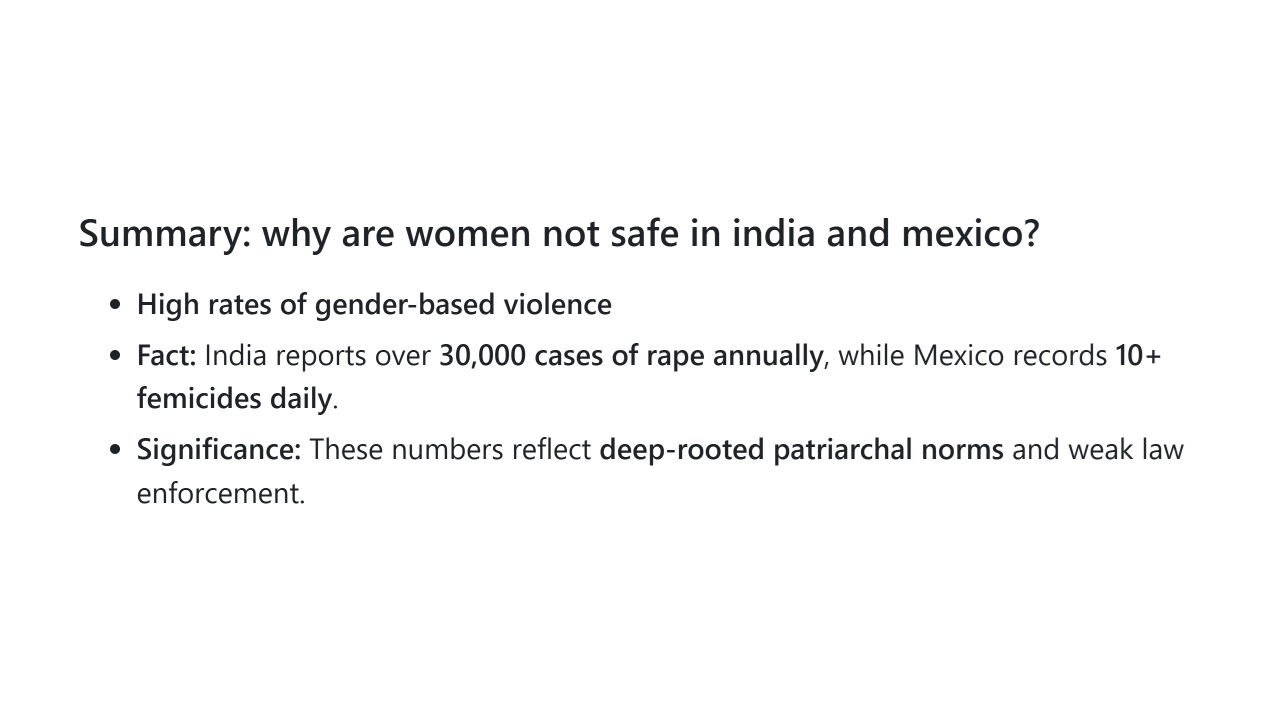 Summary: why are women not safe in india and mexico?
• High rates of gender-based violence
• Fact: India reports over 30,000 cases of rape annually, while Mexico records 10+
femicides daily.
• Significance: These numbers reflect deep-rooted patriarchal norms and weak law
enforcement.